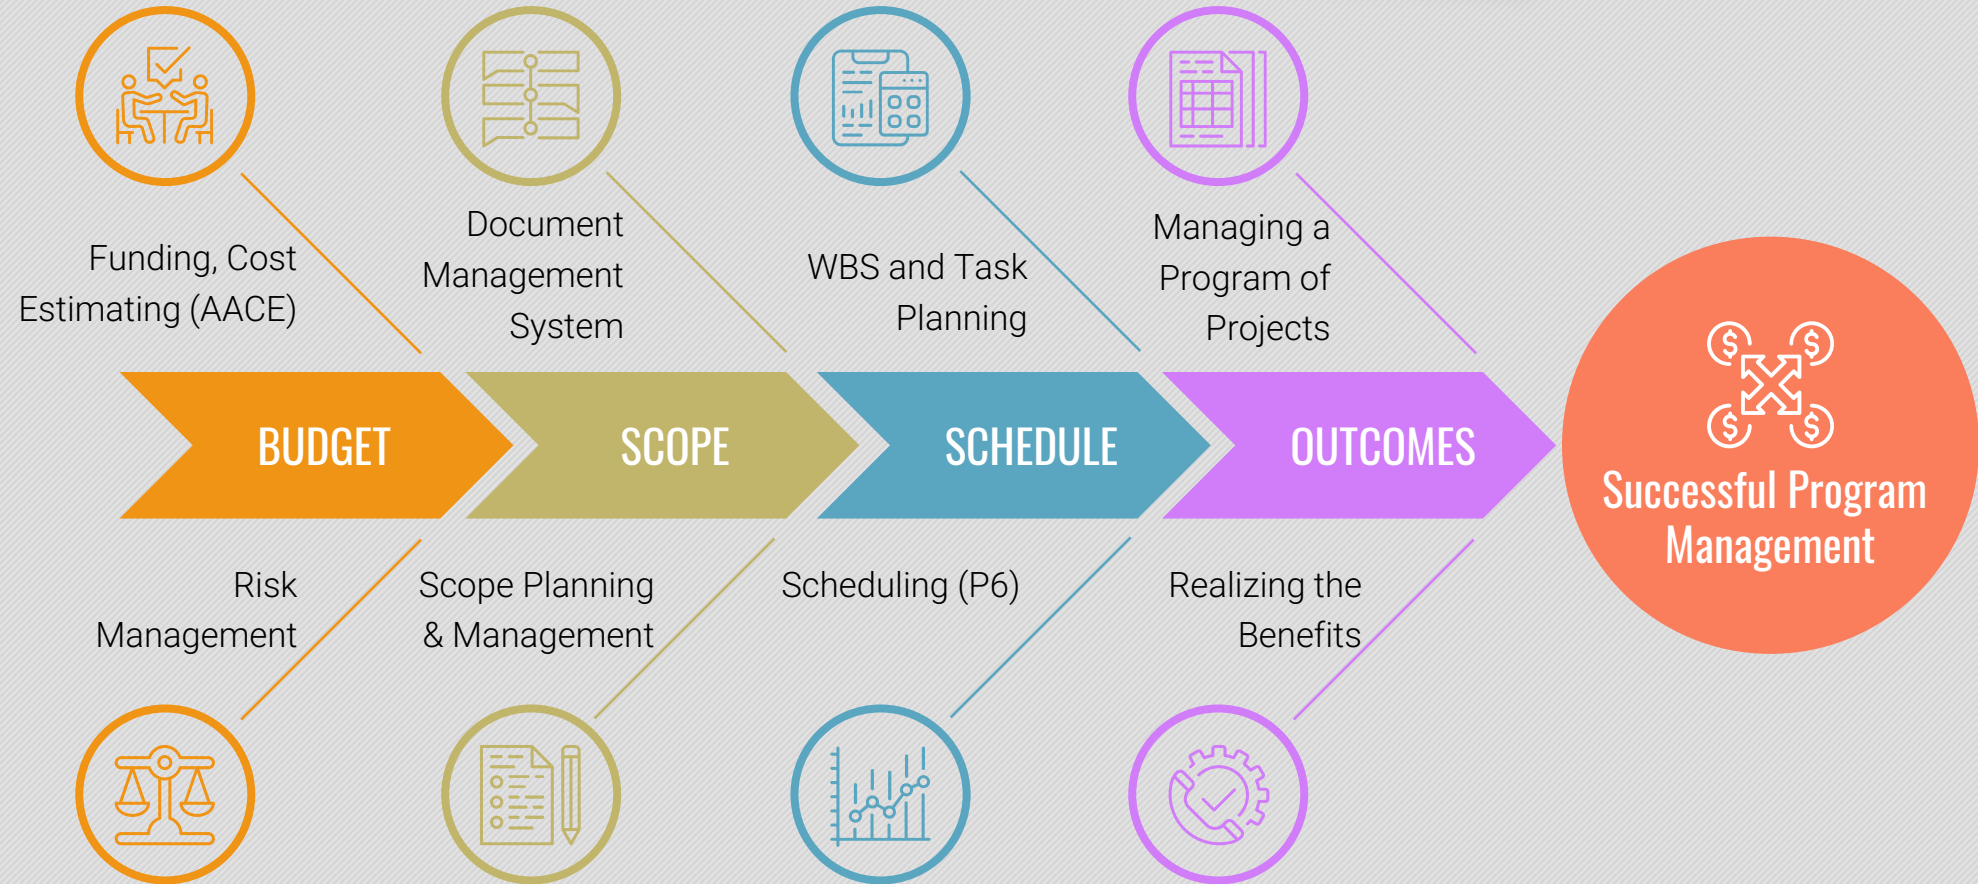 Funding, Cost
Estimating (AACE)
Document
Management
System
WBS and Task
Planning
Managing a
Program of
Projects
BUDGET
SCOPE
SCHEDULE
OUTCOMES
Successful Program
Management
Risk
Management
Scope Planning
& Management
Scheduling (P6)
Realizing the
Benefits